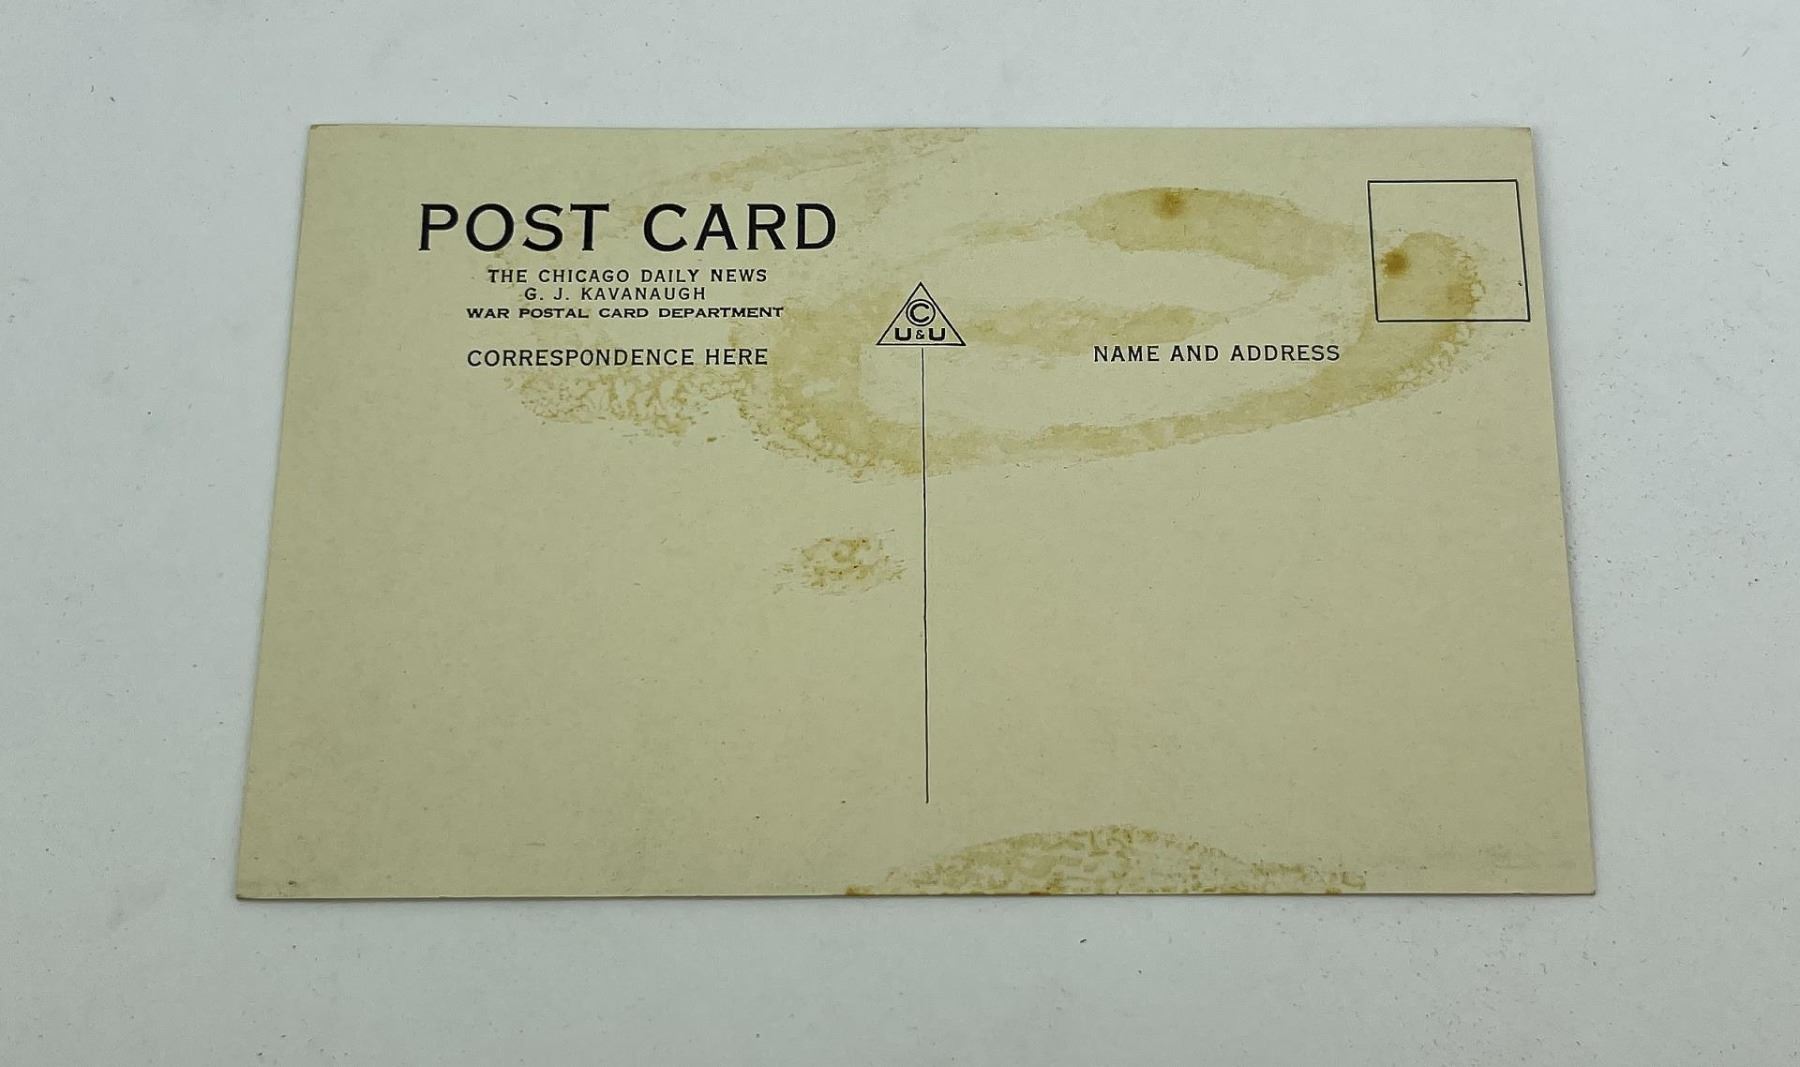 POST CARD
THE CHICAGO DAILY NEWS
G. J. KAVANAUGH
WAR POSTAL CARD DEPARTMENT
CORRESPONDENCE HERE
C
U & U
NAME AND ADDRESS